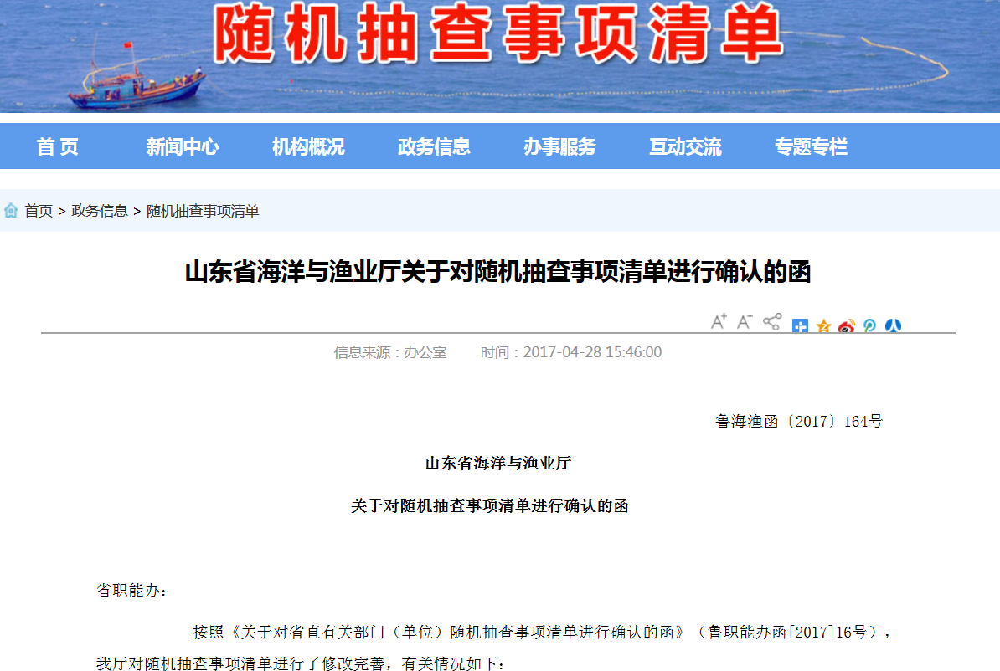 随机抽查事项清单
首 页 新闻中心 机构概况 政务信息 办事服务 互动交流 专题专栏
首页 > 政务信息 > 随机抽查事项清单
山东省海洋与渔业厅关于对随机抽查事项清单进行确认的函
A+ A-
信息来源：办公室 时间：2017-04-28 15:46:00
鲁海渔函〔2017〕164号
山东省海洋与渔业厅
关于对随机抽查事项清单进行确认的函
省职能办：
按照《关于对省直有关部门（单位）随机抽查事项清单进行确认的函》（鲁职能办函[2017]16号），
我厅对随机抽查事项清单进行了修改完善，有关情况如下：